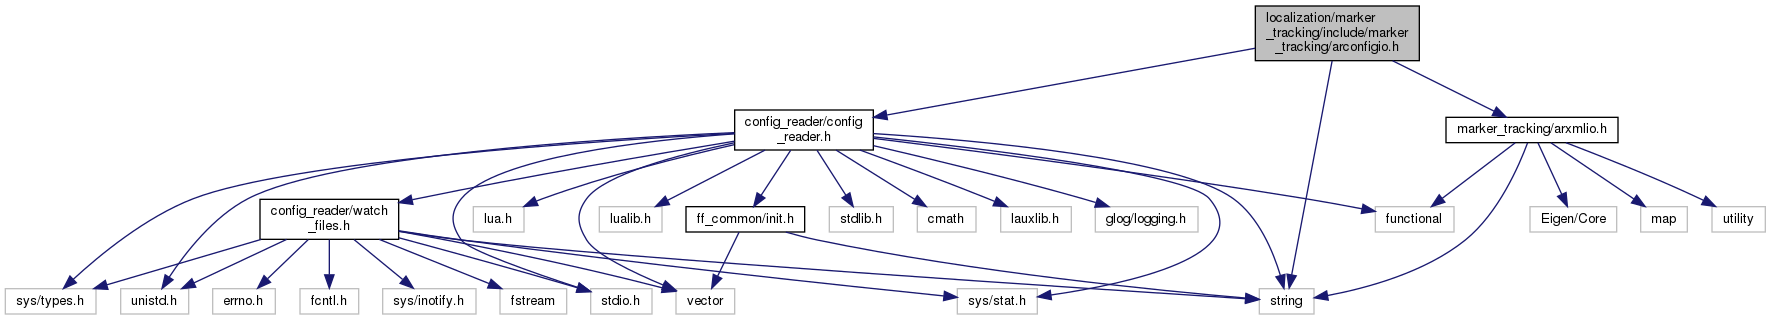 localization/marker
_tracking/include/marker
_tracking/arconfigio.h
config_reader/config
_reader.h
marker_tracking/arxmlio.h
config_reader/watch
_files.h
lua.h
lualib.h
ff_common/init.h
stdlib.h
cmath
lauxlib.h
glog/logging.h
functional
Eigen/Core
map
utility
sys/types.h
unistd.h
errno.h
fcntl.h
sys/inotify.h
fstream
stdio.h
vector
sys/stat.h
string